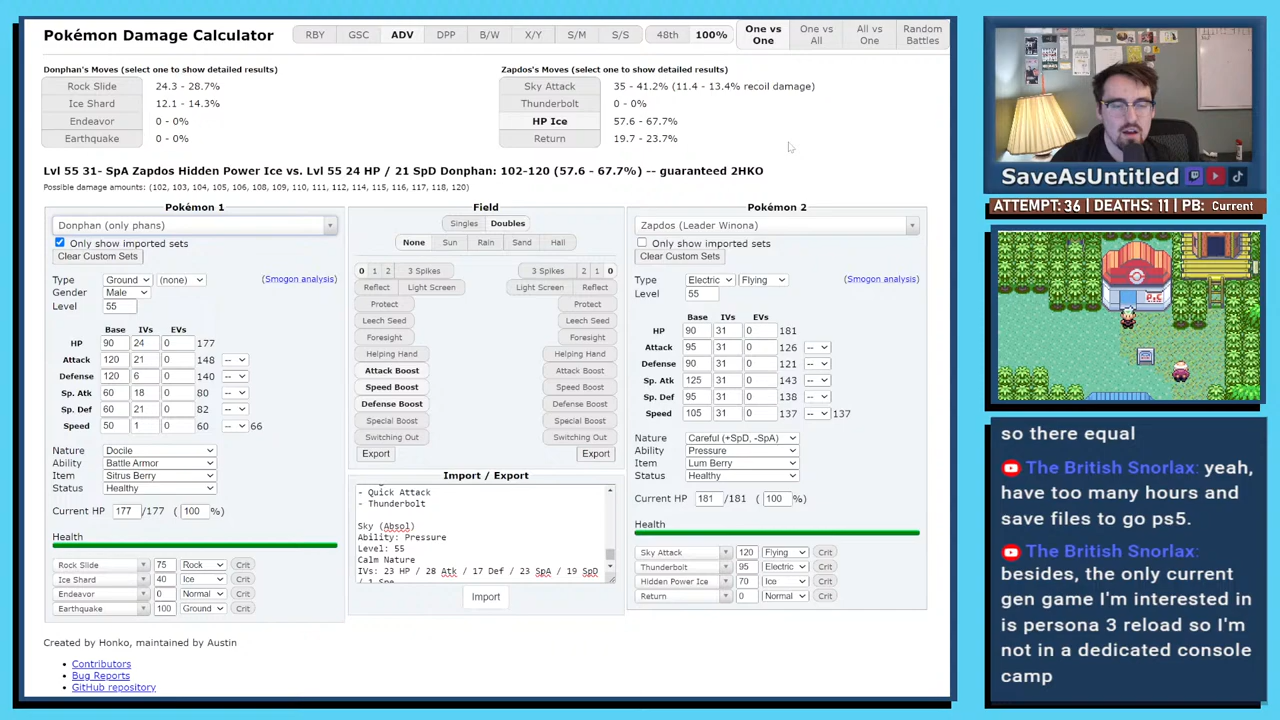 Pokémon Damage Calculator
RBY GSC ADV DPP B/W X/Y S/M S/S 48th 100% One vs One One vs All All vs One Random Battles
Donphan's Moves (select one to show detailed results)
Rock Slide 24.3 - 28.7%
Ice Shard 12.1 - 14.3%
Endeavor 0 - 0%
Earthquake 0 - 0%
Zapdos's Moves (select one to show detailed results)
Sky Attack 35 - 41.2% (11.4 - 13.4% recoil damage)
Thunderbolt 0 - 0%
HP Ice 57.6 - 67.7%
Return 19.7 - 23.7%
Lvl 55 31- SpA Zapdos Hidden Power Ice vs. Lvl 55 24 HP / 21 SpD Donphan: 102-120 (57.6 - 67.7%) -- guaranteed 2HKO
Possible damage amounts: (102, 103, 104, 105, 106, 108, 109, 110, 111, 112, 114, 115, 116, 117, 118, 120)
Pokémon 1
Donphan (only phans)
Only show imported sets
Clear Custom Sets
Type Ground (none) (Smogon analysis)
Gender Male
Level 55
Base IVs EVs
HP 90 24 0 177
Attack 120 21 0 148 --
Defense 120 6 0 140 --
Sp. Atk 60 18 0 80 --
Sp. Def 60 21 0 82 --
Speed 50 1 0 60 -- 66
Nature Docile
Ability Battle Armor
Item Sitrus Berry
Status Healthy
Current HP 177 /177 ( 100 %)
Health
Rock Slide 75 Rock Crit
Ice Shard 40 Ice Crit
Endeavor 0 Normal Crit
Earthquake 100 Ground Crit
Field
Singles Doubles
None Sun Rain Sand Hail
0 1 2 3 Spikes 3 Spikes 2 1 0
Reflect Light Screen Light Screen Reflect
Protect Protect
Leech Seed Leech Seed
Foresight Foresight
Helping Hand Helping Hand
Attack Boost Attack Boost
Speed Boost Speed Boost
Defense Boost Defense Boost
Special Boost Special Boost
Switching Out Switching Out
Export Export
Import / Export
- Quick Attack
- Thunderbolt
Sky (Absol)
Ability: Pressure
Level: 55
Calm Nature
IVs: 23 HP / 28 Atk / 17 Def / 23 SpA / 19 SpD
/ 1 Spe
Import
Pokémon 2
Zapdos (Leader Winona)
Only show imported sets
Clear Custom Sets
Type Electric Flying (Smogon analysis)
Level 55
Base IVs EVs
HP 90 31 0 181
Attack 95 31 0 126 --
Defense 90 31 0 121 --
Sp. Atk 125 31 0 143 --
Sp. Def 95 31 0 138 --
Speed 105 31 0 137 -- 137
Nature Careful (+SpD, -SpA)
Ability Pressure
Item Lum Berry
Status Healthy
Current HP 181 /181 ( 100 %)
Health
Sky Attack 120 Flying Crit
Thunderbolt 95 Electric Crit
Hidden Power Ice 70 Ice Crit
Return 0 Normal Crit
Created by Honko, maintained by Austin
• Contributors
• Bug Reports
• GitHub repository
SaveAsUntitled
ATTEMPT: 36 | DEATHS: 11 | PB: Current
P.C
so there equal
The British Snorlax: yeah,
have too many hours and
save files to go ps5.
The British Snorlax:
besides, the only current
gen game I'm interested in
is persona 3 reload so I'm
not in a dedicated console
camp